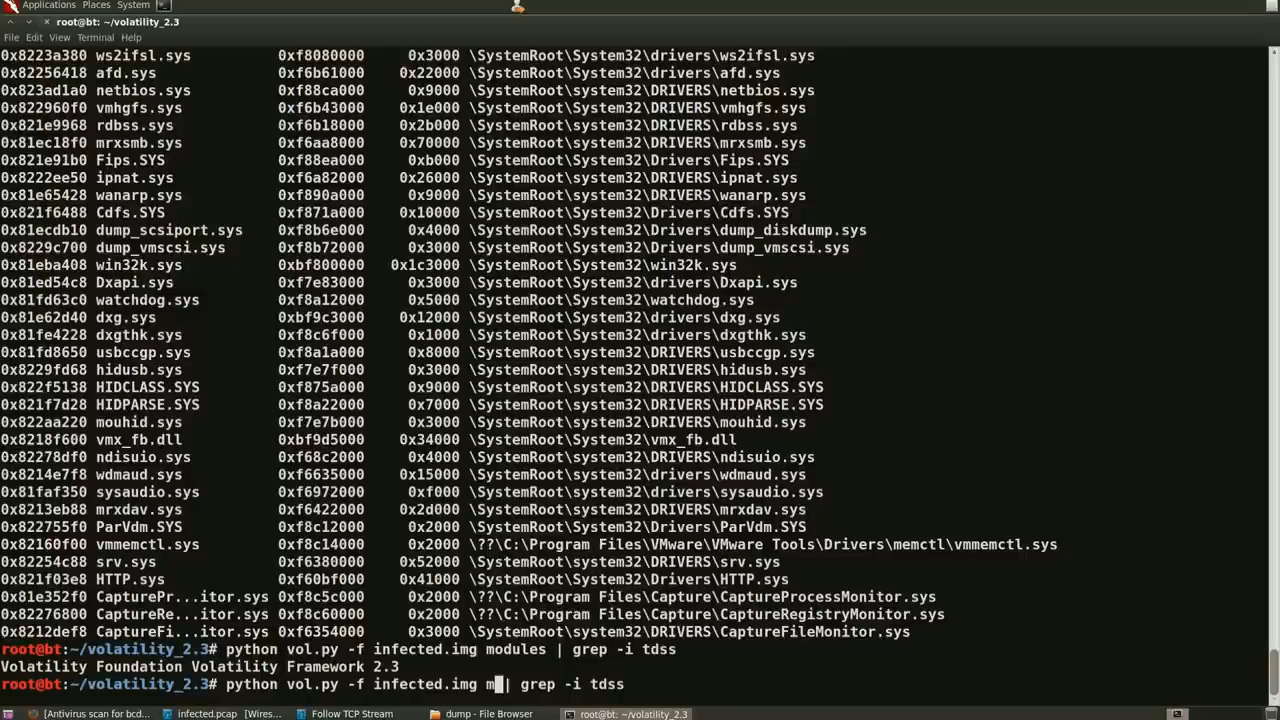 Applications Places System
root@bt: ~/volatility_2.3
File Edit View Terminal Help
0x8223a380 ws2ifsl.sys 0xf8080000 0x3000 \SystemRoot\System32\drivers\ws2ifsl.sys
0x82256418 afd.sys 0xf6b61000 0x22000 \SystemRoot\System32\drivers\afd.sys
0x823ad1a0 netbios.sys 0xf88ca000 0x9000 \SystemRoot\system32\DRIVERS\netbios.sys
0x822960f0 vmhgfs.sys 0xf6b43000 0x1e000 \SystemRoot\system32\DRIVERS\vmhgfs.sys
0x821e9968 rdbss.sys 0xf6b18000 0x2b000 \SystemRoot\system32\DRIVERS\rdbss.sys
0x81ec18f0 mrxsmb.sys 0xf6aa8000 0x70000 \SystemRoot\system32\DRIVERS\mrxsmb.sys
0x821e91b0 Fips.SYS 0xf88ea000 0xb000 \SystemRoot\System32\Drivers\Fips.SYS
0x8222ee50 ipnat.sys 0xf6a82000 0x26000 \SystemRoot\system32\DRIVERS\ipnat.sys
0x81e65428 wanarp.sys 0xf890a000 0x9000 \SystemRoot\system32\DRIVERS\wanarp.sys
0x821f6488 Cdfs.SYS 0xf871a000 0x10000 \SystemRoot\System32\Drivers\Cdfs.SYS
0x81ecdb10 dump_scsiport.sys 0xf8b6e000 0x4000 \SystemRoot\System32\Drivers\dump_diskdump.sys
0x8229c700 dump_vmscsi.sys 0xf8b72000 0x3000 \SystemRoot\System32\Drivers\dump_vmscsi.sys
0x81eba408 win32k.sys 0xbf800000 0x1c3000 \SystemRoot\System32\win32k.sys
0x81ed54c8 Dxapi.sys 0xf7e83000 0x3000 \SystemRoot\System32\drivers\Dxapi.sys
0x81fd63c0 watchdog.sys 0xf8a12000 0x5000 \SystemRoot\System32\watchdog.sys
0x81e62d40 dxg.sys 0xbf9c3000 0x12000 \SystemRoot\System32\drivers\dxg.sys
0x81fe4228 dxgthk.sys 0xf8c6f000 0x1000 \SystemRoot\System32\drivers\dxgthk.sys
0x81fd8650 usbccgp.sys 0xf8a1a000 0x8000 \SystemRoot\system32\DRIVERS\usbccgp.sys
0x8229fd68 hidusb.sys 0xf7e7f000 0x3000 \SystemRoot\system32\DRIVERS\hidusb.sys
0x822f5138 HIDCLASS.SYS 0xf875a000 0x9000 \SystemRoot\system32\DRIVERS\HIDCLASS.SYS
0x821f7d28 HIDPARSE.SYS 0xf8a22000 0x7000 \SystemRoot\system32\DRIVERS\HIDPARSE.SYS
0x822aa220 mouhid.sys 0xf7e7b000 0x3000 \SystemRoot\system32\DRIVERS\mouhid.sys
0x8218f600 vmx_fb.dll 0xbf9d5000 0x34000 \SystemRoot\System32\vmx_fb.dll
0x82278df0 ndisuio.sys 0xf68c2000 0x4000 \SystemRoot\system32\DRIVERS\ndisuio.sys
0x8214e7f8 wdmaud.sys 0xf6635000 0x15000 \SystemRoot\system32\drivers\wdmaud.sys
0x81faf350 sysaudio.sys 0xf6972000 0xf000 \SystemRoot\system32\drivers\sysaudio.sys
0x8213eb88 mrxdav.sys 0xf6422000 0x2d000 \SystemRoot\system32\DRIVERS\mrxdav.sys
0x822755f0 ParVdm.SYS 0xf8c12000 0x2000 \SystemRoot\System32\Drivers\ParVdm.SYS
0x82160f00 vmmemctl.sys 0xf8c14000 0x2000 \??\C:\Program Files\VMware\VMware Tools\Drivers\memctl\vmmemctl.sys
0x82254c88 srv.sys 0xf6380000 0x52000 \SystemRoot\system32\DRIVERS\srv.sys
0x821f03e8 HTTP.sys 0xf60bf000 0x41000 \SystemRoot\System32\Drivers\HTTP.sys
0x81e352f0 CapturePr...itor.sys 0xf8c5c000 0x2000 \??\C:\Program Files\Capture\CaptureProcessMonitor.sys
0x82276800 CaptureRe...itor.sys 0xf8c60000 0x2000 \??\C:\Program Files\Capture\CaptureRegistryMonitor.sys
0x8212def8 CaptureFi...itor.sys 0xf6354000 0x3000 \SystemRoot\system32\DRIVERS\CaptureFileMonitor.sys
root@bt:~/volatility_2.3# python vol.py -f infected.img modules | grep -i tdss
Volatility Foundation Volatility Framework 2.3
root@bt:~/volatility_2.3# python vol.py -f infected.img m | grep -i tdss
[Antivirus scan for bcd... infected.pcap [Wires... Follow TCP Stream dump - File Browser root@bt: ~/volatility_2.3